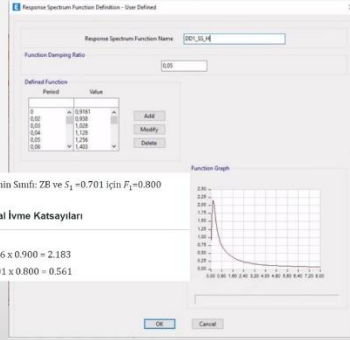 Response Spectrum Function Definition - User Defined
Response Spectrum Function Name DD1_SS_H
Function Damping Ratio
0,05
Defined Function
Period Value
0 0,9181
0,02 0,938
0,03 1,028
0,04 1,128
0,05 1,256
0,06 1,403
Add
Modify
Delete
Function Graph
min Sınıfı: ZB ve S₁ =0.701 için F₁=0.800
al İvme Katsayıları
6 x 0.900 = 2.183
01 x 0.800 = 0.561
OK Cancel